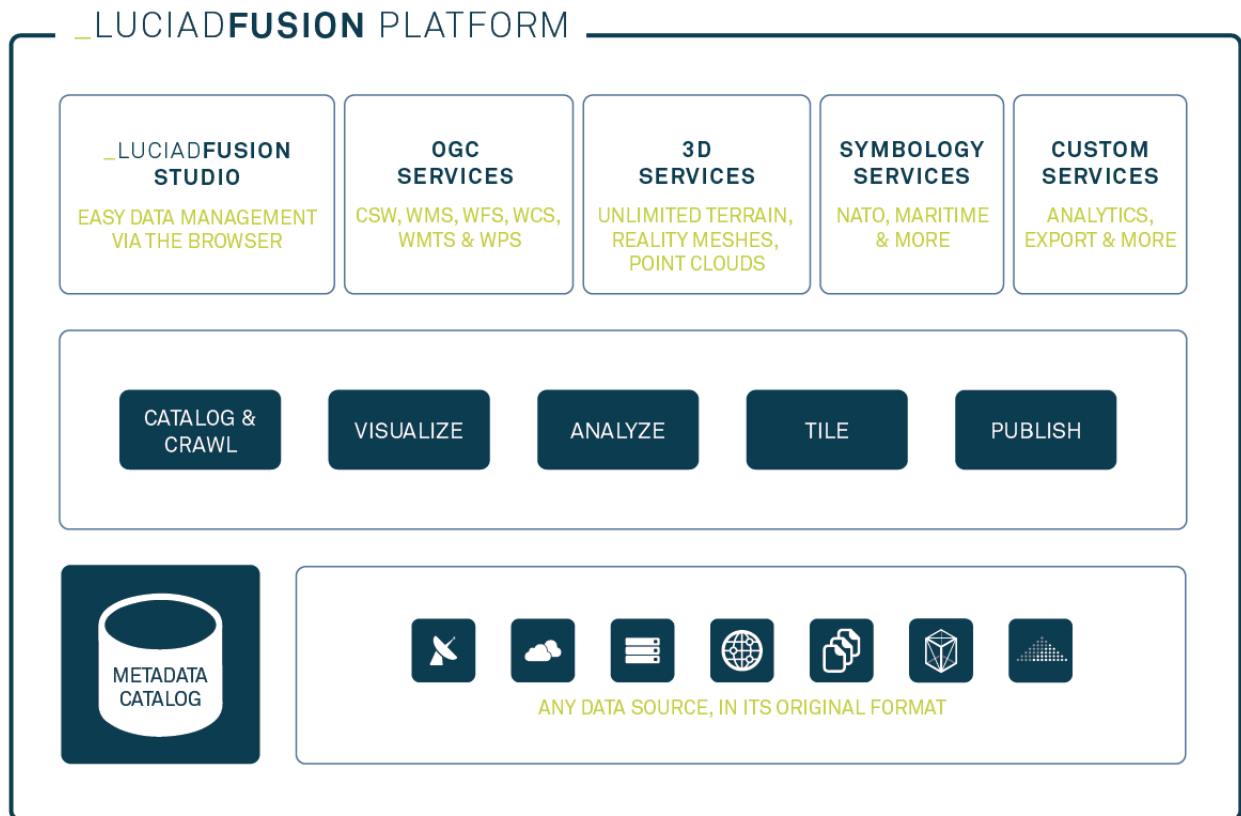 _LUCIADFUSION PLATFORM
_LUCIADFUSION
STUDIO
EASY DATA MANAGEMENT
VIA THE BROWSER
OGC
SERVICES
CSW, WMS, WFS, WCS,
WMTS & WPS
3D
SERVICES
UNLIMITED TERRAIN,
REALITY MESHES,
POINT CLOUDS
SYMBOLOGY
SERVICES
NATO, MARITIME
& MORE
CUSTOM
SERVICES
ANALYTICS,
EXPORT & MORE
CATALOG &
CRAWL
VISUALIZE
ANALYZE
TILE
PUBLISH
METADATA
CATALOG
ANY DATA SOURCE, IN ITS ORIGINAL FORMAT